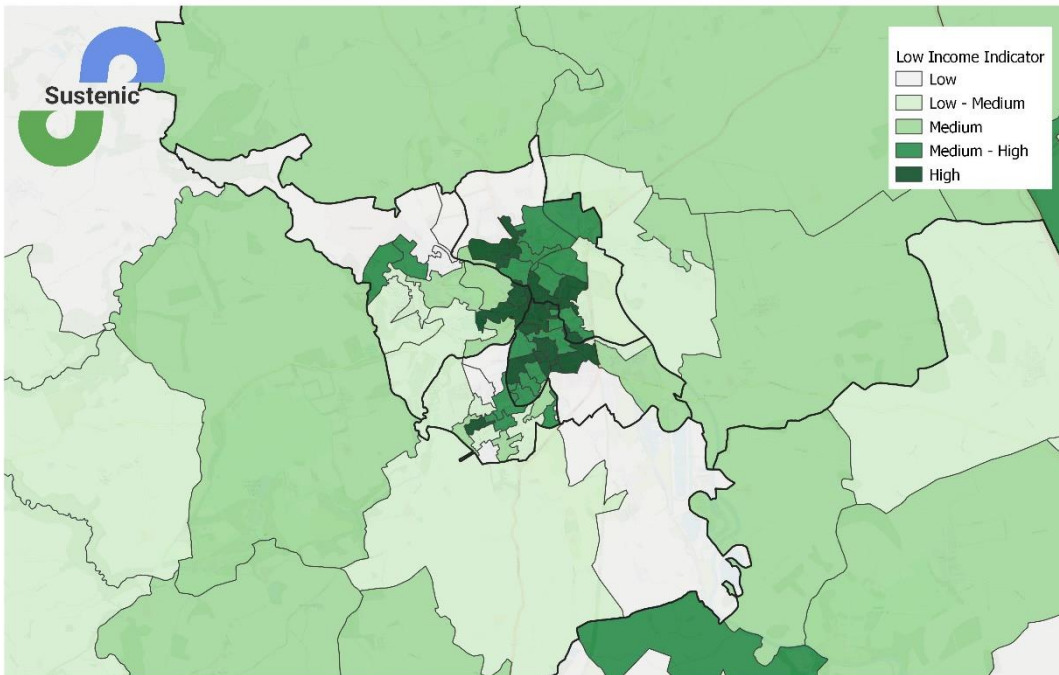 Sustenic
Low Income Indicator
Low
Low - Medium
Medium
Medium - High
High